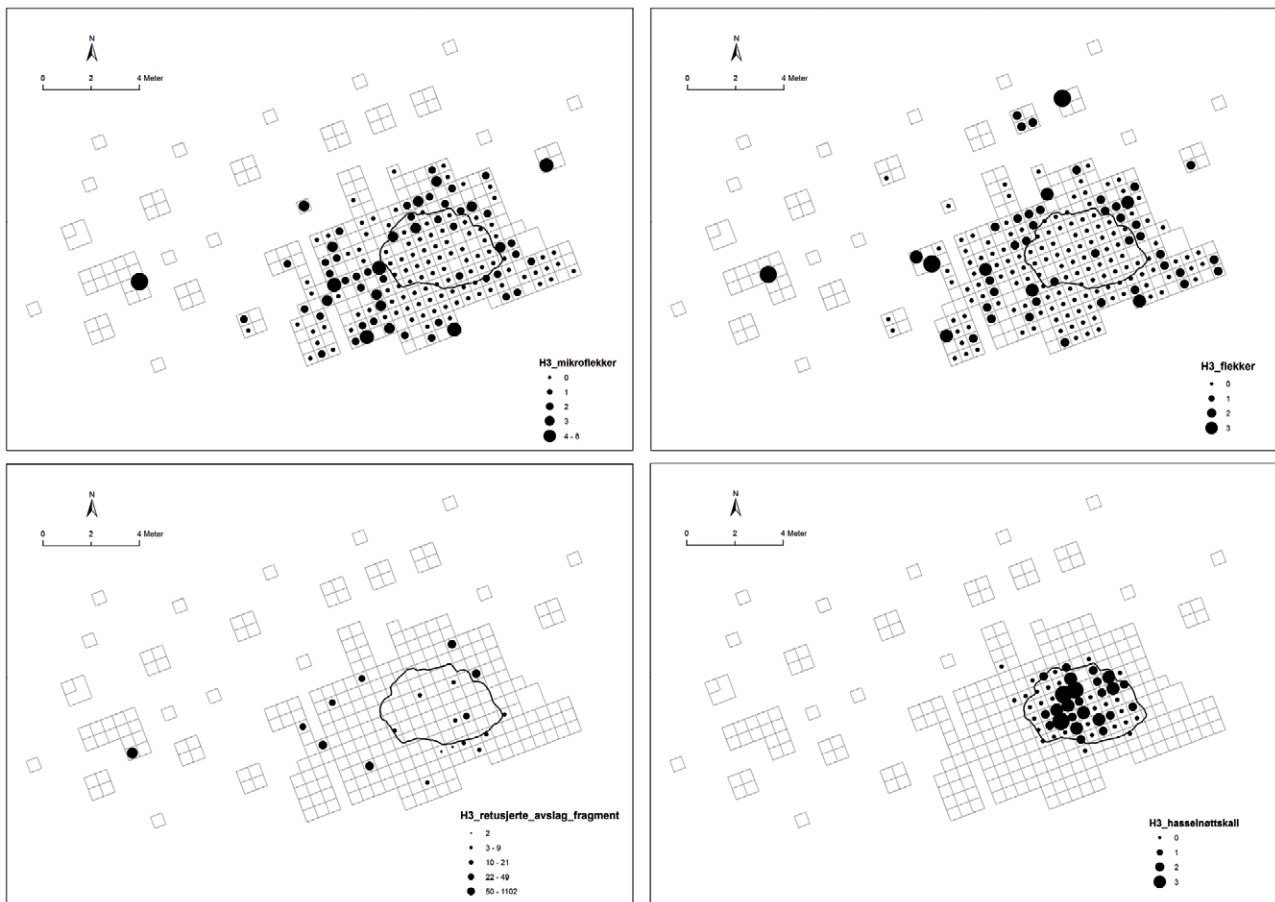 N
0 2 4 Meter
H3_mikroflekker
0
1
2
3
4 - 6
N
0 2 4 Meter
H3_flekker
0
1
2
3
N
0 2 4 Meter
H3_retusjerte_avslag_fragment
2
3 - 9
10 - 21
22 - 49
50 - 1102
N
0 2 4 Meter
H3_hasselnøttskall
0
1
2
3